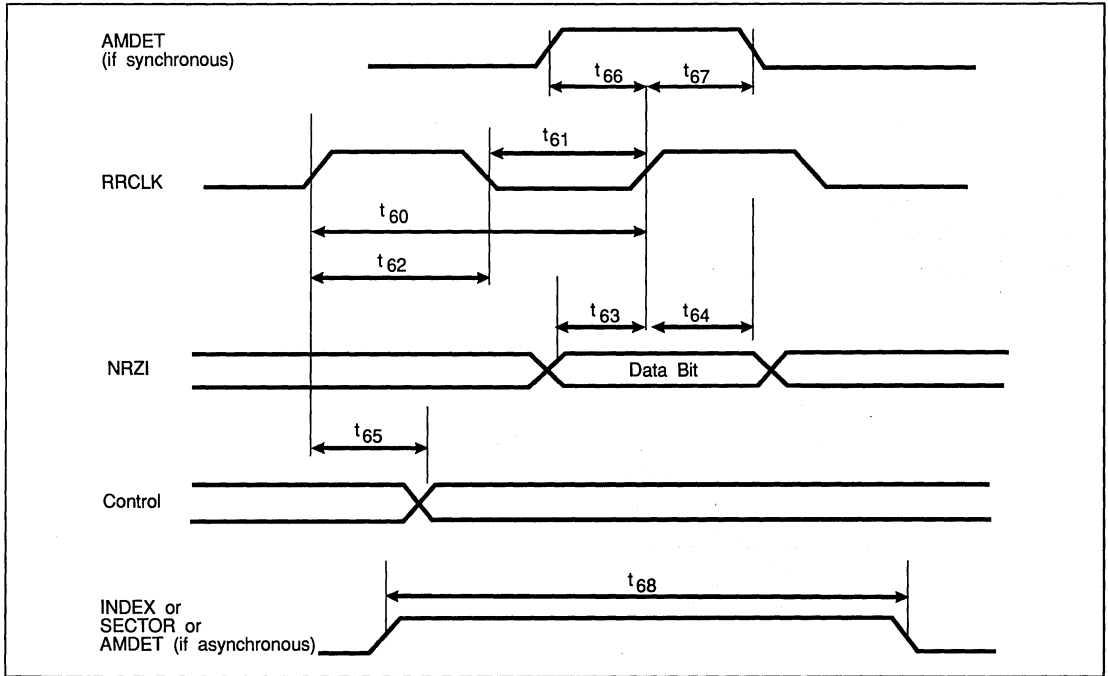 AMDET
(if synchronous)
t66
t67
t61
RRCLK
t60
t62
t63
t64
NRZI
Data Bit
t65
Control
t68
INDEX or
SECTOR or
AMDET (if asynchronous)